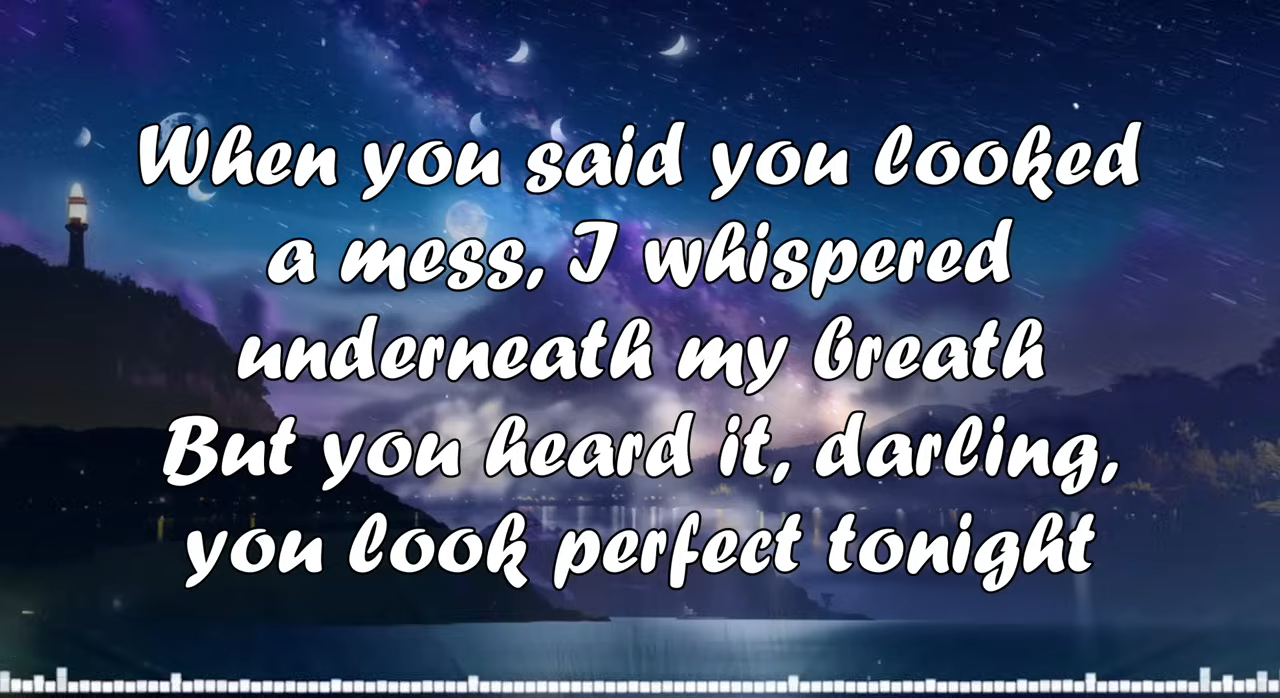 When you said you looked
a mess, I whispered
underneath my breath
But you heard it, darling,
you look perfect tonight